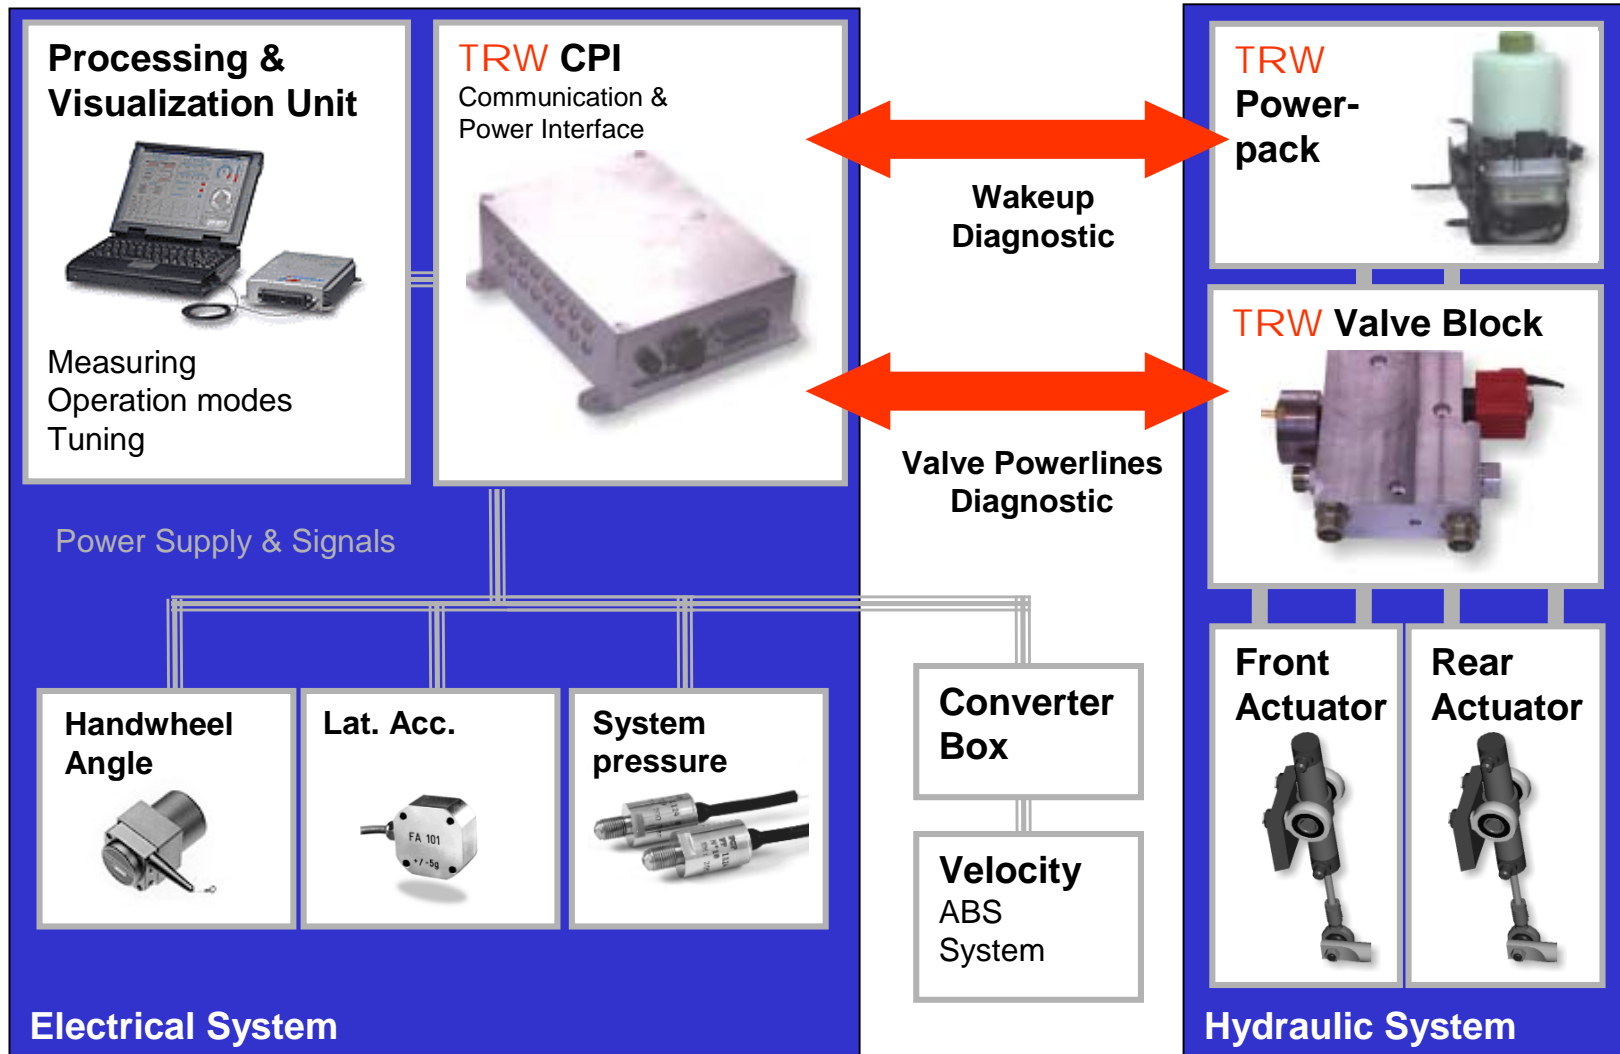 Processing &
Visualization Unit
Measuring
Operation modes
Tuning
TRW CPI
Communication &
Power Interface
Wakeup
Diagnostic
Valve Powerlines
Diagnostic
TRW
Power-
pack
TRW Valve Block
Power Supply & Signals
Handwheel
Angle
Lat. Acc.
FA 101
+/-5g
System
pressure
Converter
Box
Velocity
ABS
System
Front
Actuator
Rear
Actuator
Electrical System
Hydraulic System